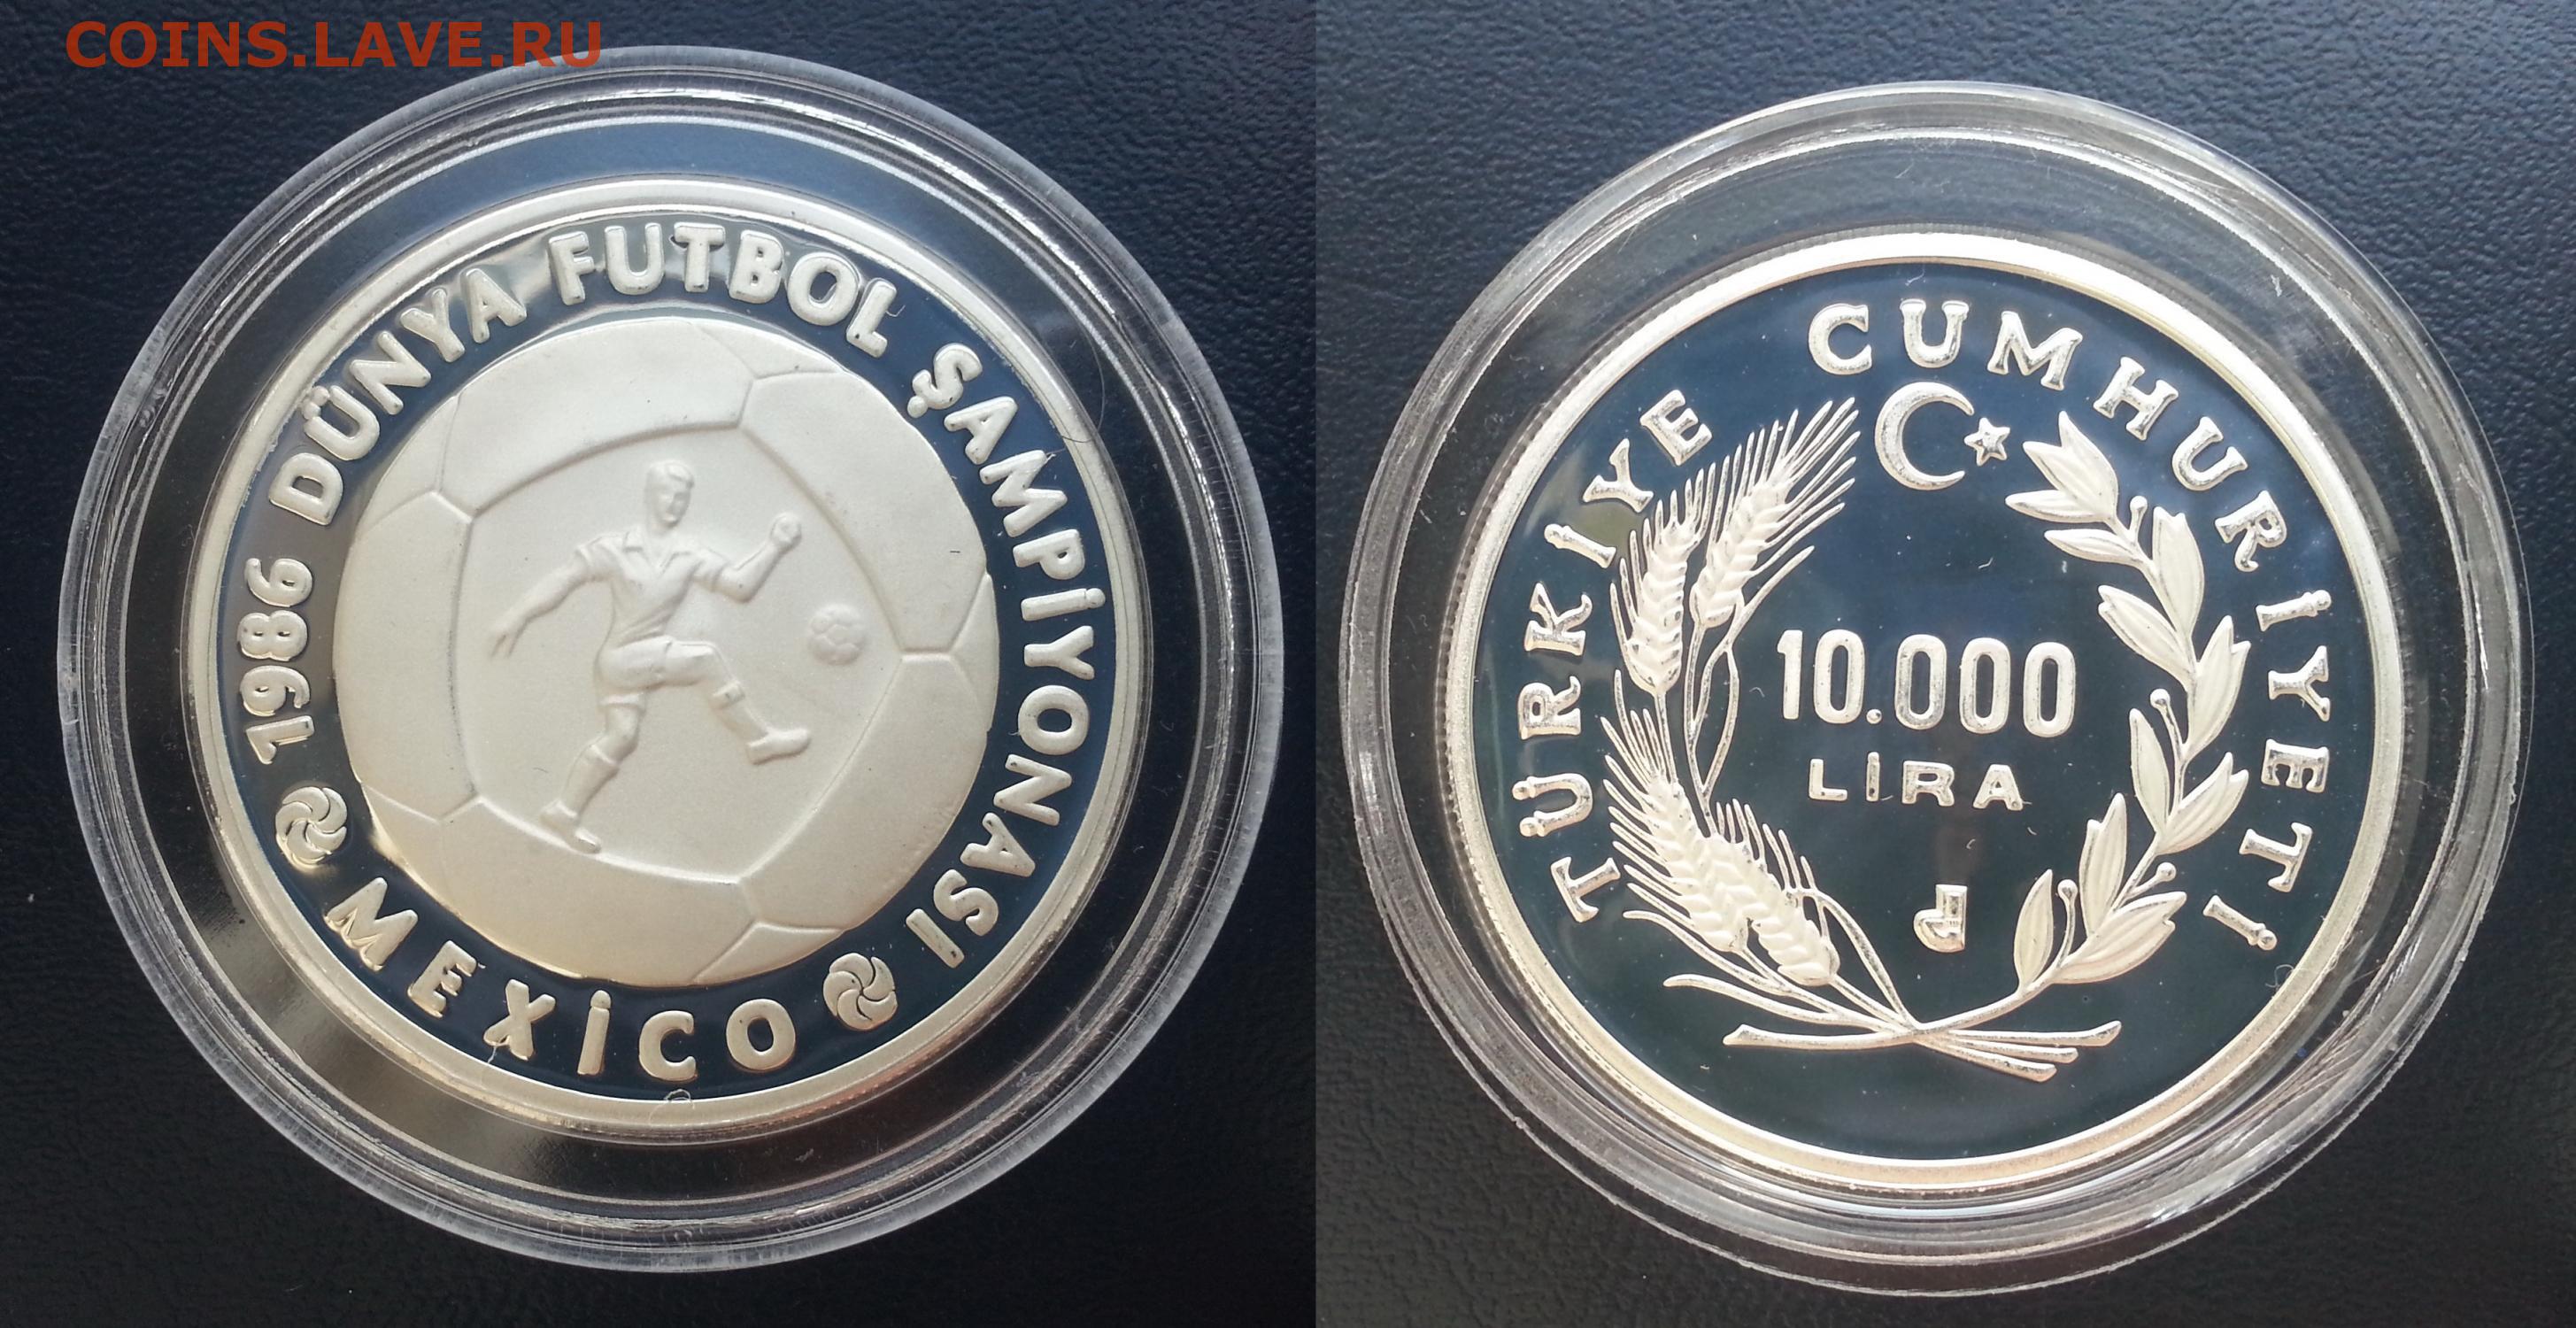 COINS.LAVE.RU
1986 DÜNYA FUTBOL ŞAMPİYONASI
MEXİCO
TÜRKİYE CUMHURİYETİ
10.000
LİRA